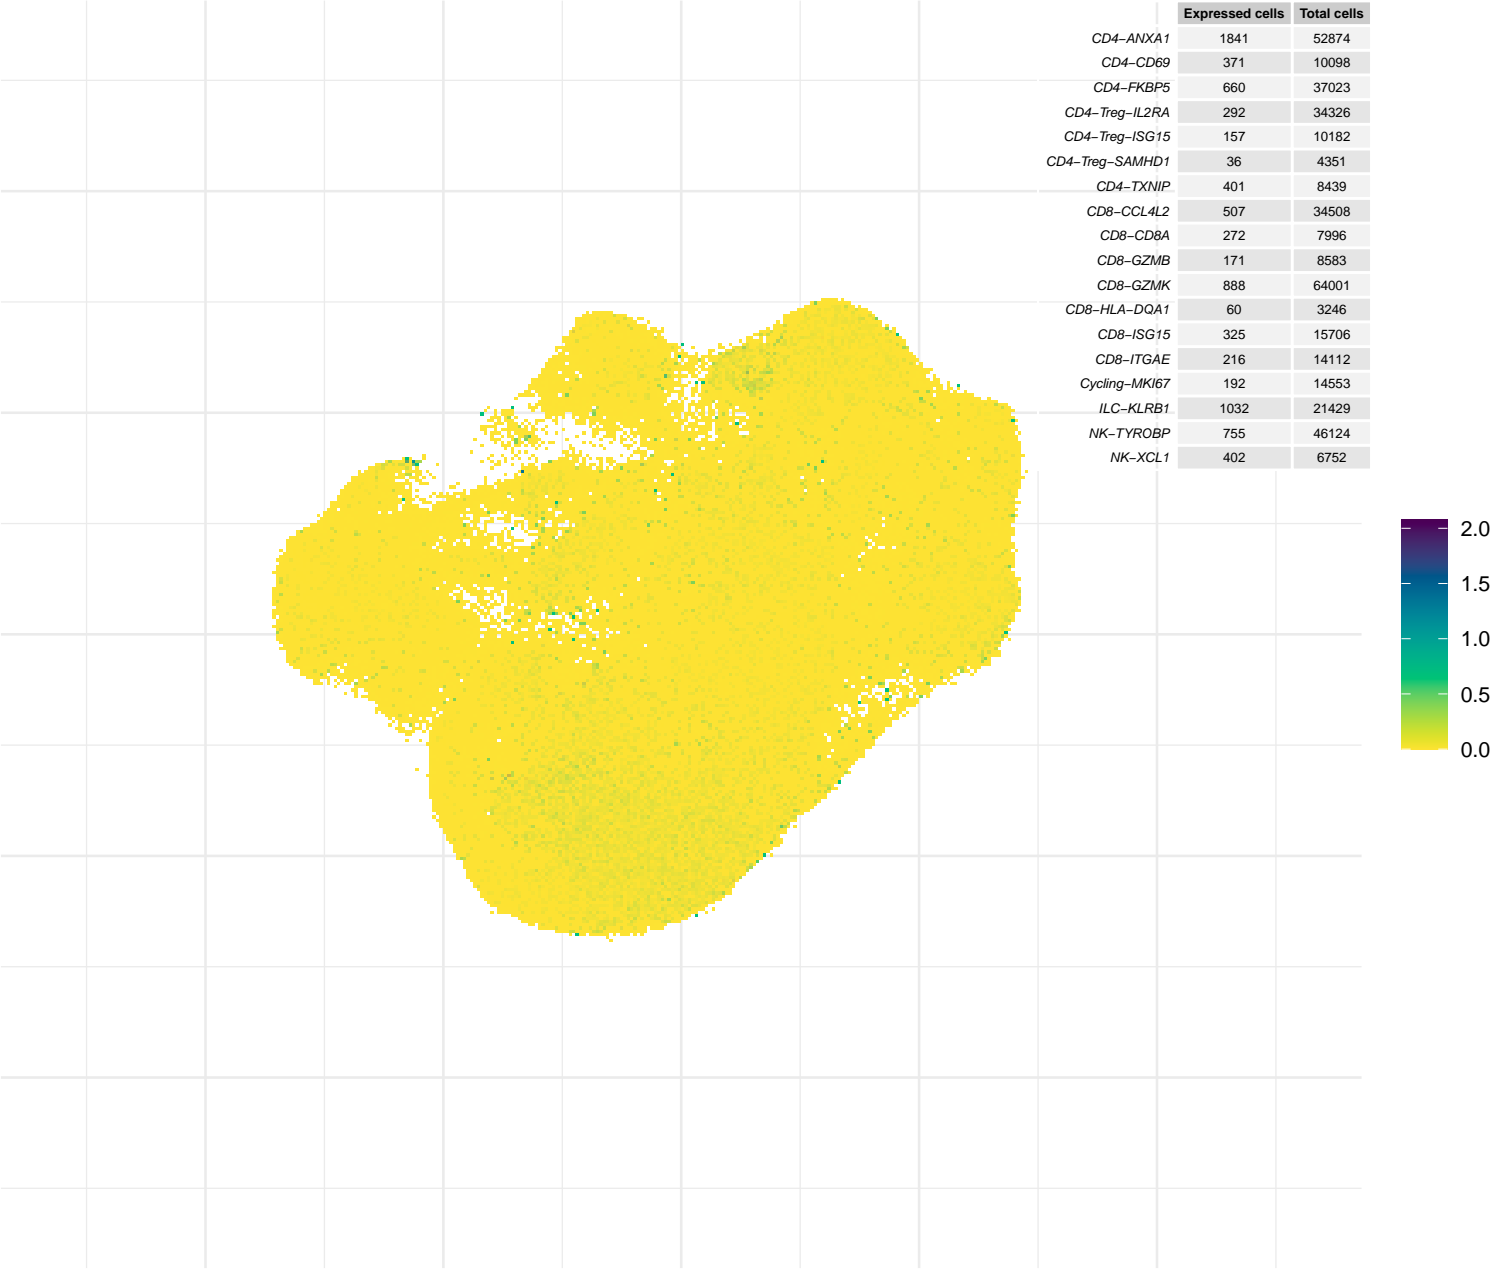 Expressed cells Total cells
CD4−ANXA1 1841 52874
CD4−CD69 371 10098
CD4−FKBP5 660 37023
CD4−Treg−IL2RA 292 34326
CD4−Treg−ISG15 157 10182
CD4−Treg−SAMHD1 36 4351
CD4−TXNIP 401 8439
CD8−CCL4L2 507 34508
CD8−CD8A 272 7996
CD8−GZMB 171 8583
CD8−GZMK 888 64001
CD8−HLA−DQA1 60 3246
CD8−ISG15 325 15706
CD8−ITGAE 216 14112
Cycling−MKI67 192 14553
ILC−KLRB1 1032 21429
NK−TYROBP 755 46124
NK−XCL1 402 6752
2.0
1.5
1.0
0.5
0.0